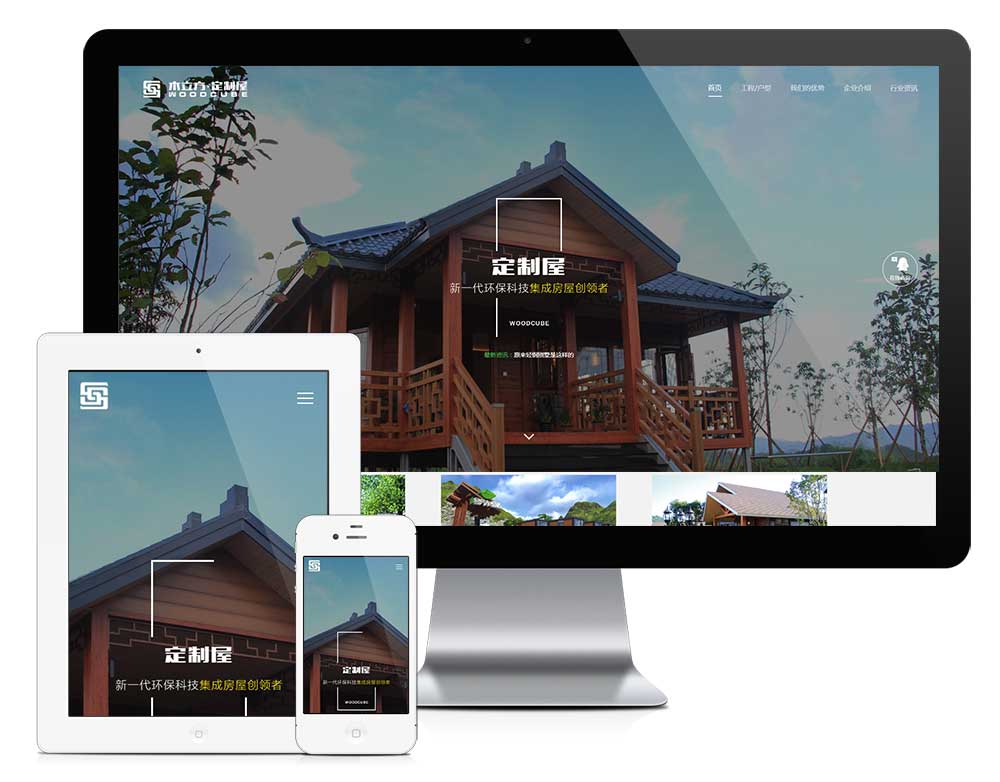 木立方·定制屋
WOODCUBE
首页 工程/户型 我们的优势 企业介绍 行业资讯
定制屋
新一代环保科技集成房屋创领者
WOODCUBE
最新资讯：原来轻钢别墅是这样的
定制屋
新一代环保科技集成房屋创领者
定制屋
新一代环保科技集成房屋创领者
WOODCUBE